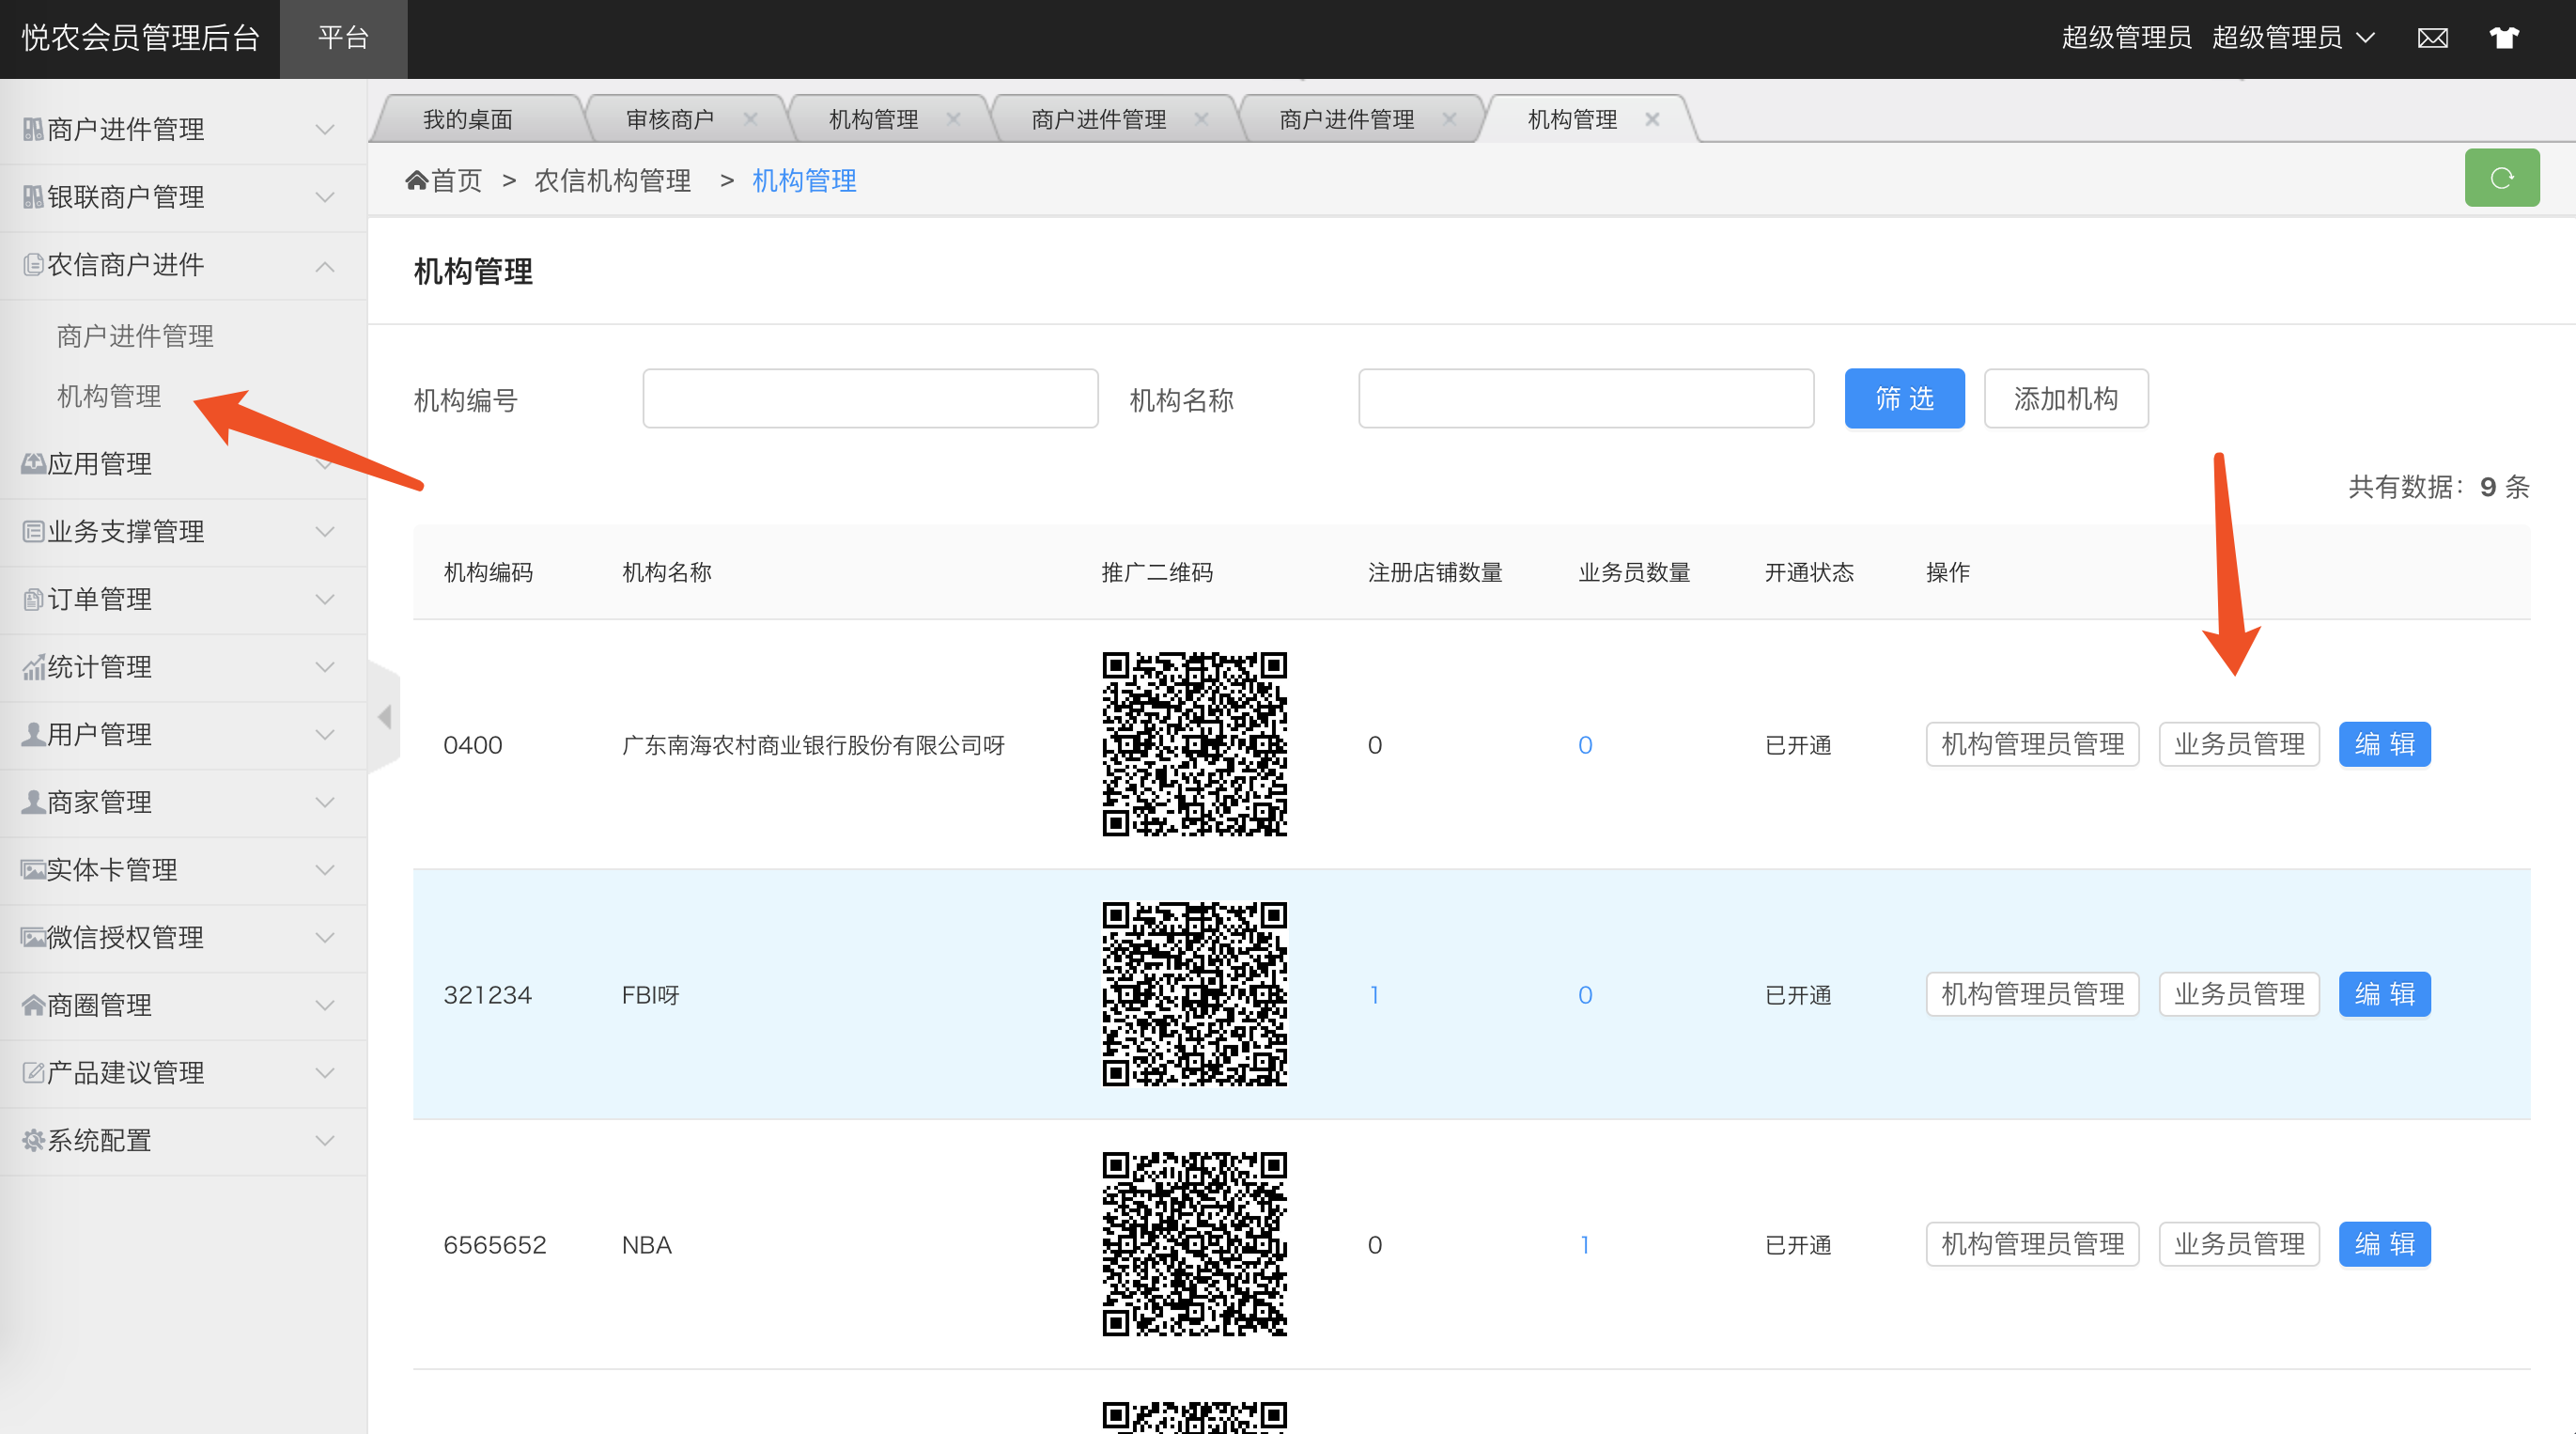 悦农会员管理后台 平台 超级管理员 超级管理员
商户进件管理
银联商户管理
农信商户进件
商户进件管理
机构管理
应用管理
业务支撑管理
订单管理
统计管理
用户管理
商家管理
实体卡管理
微信授权管理
商圈管理
产品建议管理
系统配置
我的桌面 审核商户 机构管理 商户进件管理 商户进件管理 机构管理
首页 > 农信机构管理 > 机构管理
机构管理
机构编号 机构名称 筛 选 添加机构
共有数据：9 条
机构编码 机构名称 推广二维码 注册店铺数量 业务员数量 开通状态 操作
0400 广东南海农村商业银行股份有限公司呀 0 0 已开通 机构管理员管理 业务员管理 编 辑
321234 FBI呀 1 0 已开通 机构管理员管理 业务员管理 编 辑
6565652 NBA 0 1 已开通 机构管理员管理 业务员管理 编 辑